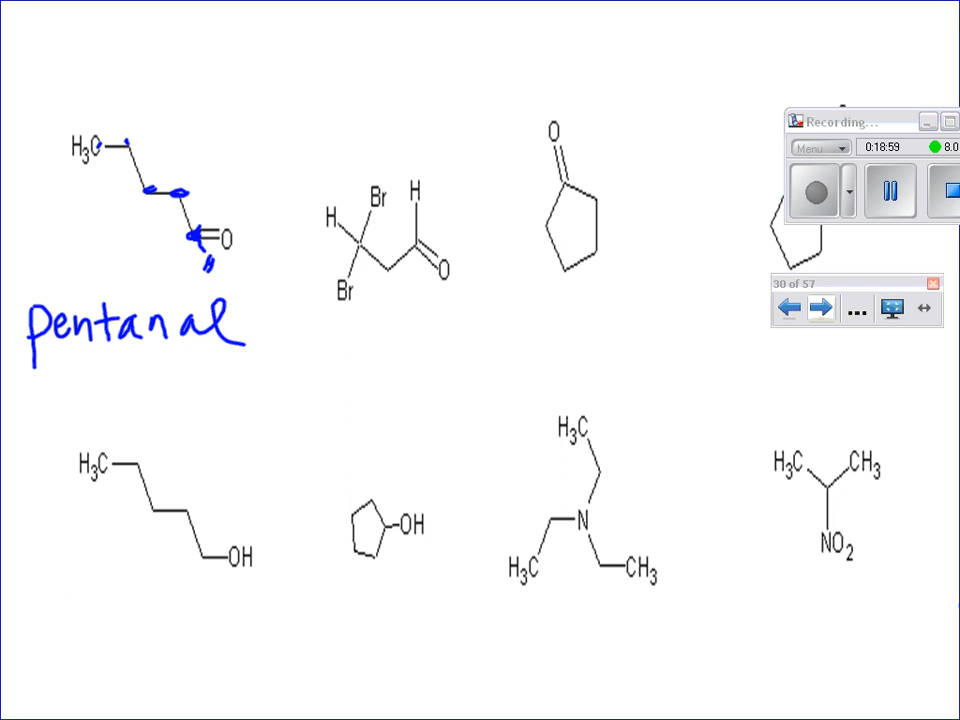 Recording...
Menu
0:18:59
8.0
O
H₃C
Br
H
H
O
H
Br
O
30 of 57
...
pentanal
H₃C
H₃C
CH₃
H₃C
OH
N
OH
NO₂
H₃C
CH₃